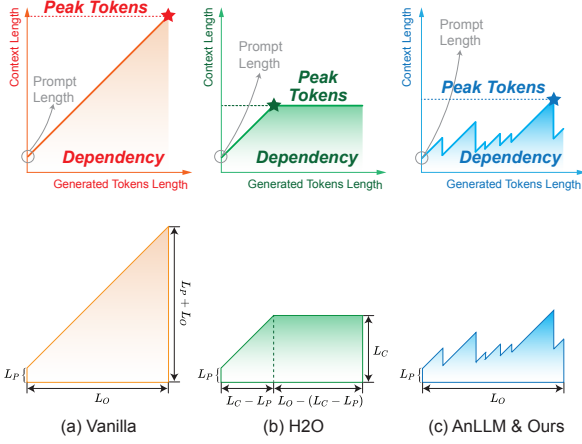 Peak Tokens
Context Length
Prompt
Length
Dependency
Generated Tokens Length
Prompt
Length
Peak
Tokens
Context Length
Dependency
Generated Tokens Length
Prompt
Length
Peak Tokens
Context Length
Dependency
Generated Tokens Length
L_P
L_O
L_P + L_O
L_P
L_C − L_P
L_O − (L_C − L_P)
L_C
L_P
L_O
(a) Vanilla
(b) H2O
(c) AnLLM & Ours